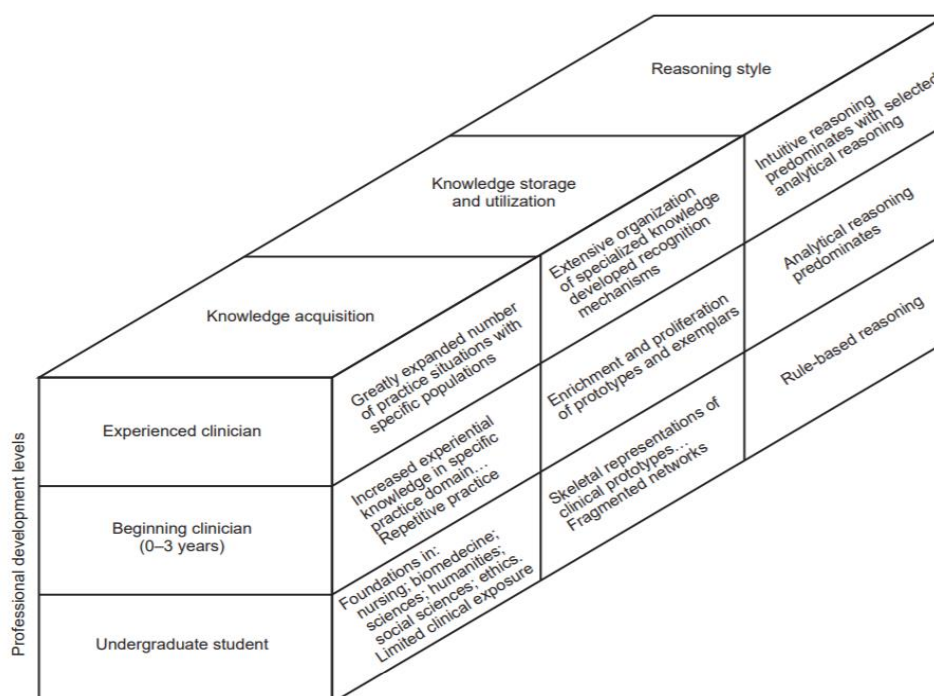 Reasoning style
Knowledge storage
and utilization
Knowledge acquisition
Professional development levels
Experienced clinician
Greatly expanded number
of practice situations with
specific populations
Extensive organization
of specialized knowledge
developed recognition
mechanisms
Intuitive reasoning
predominates with selected
analytical reasoning
Beginning clinician
(0–3 years)
Increased experiential
knowledge in specific
practice domain…
Repetitive practice
Enrichment and proliferation
of prototypes and exemplars
Analytical reasoning
predominates
Undergraduate student
Foundations in:
nursing; biomedecine;
sciences; humanities;
social sciences; ethics.
Limited clinical exposure
Skeletal representations of
clinical prototypes…
Fragmented networks
Rule-based reasoning